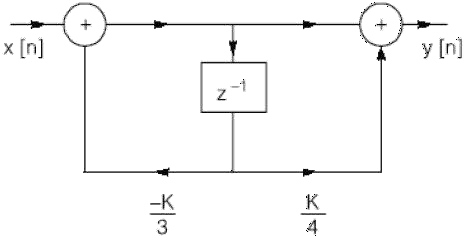 + +
x [n] y [n]
z⁻¹
-K/3 K/4